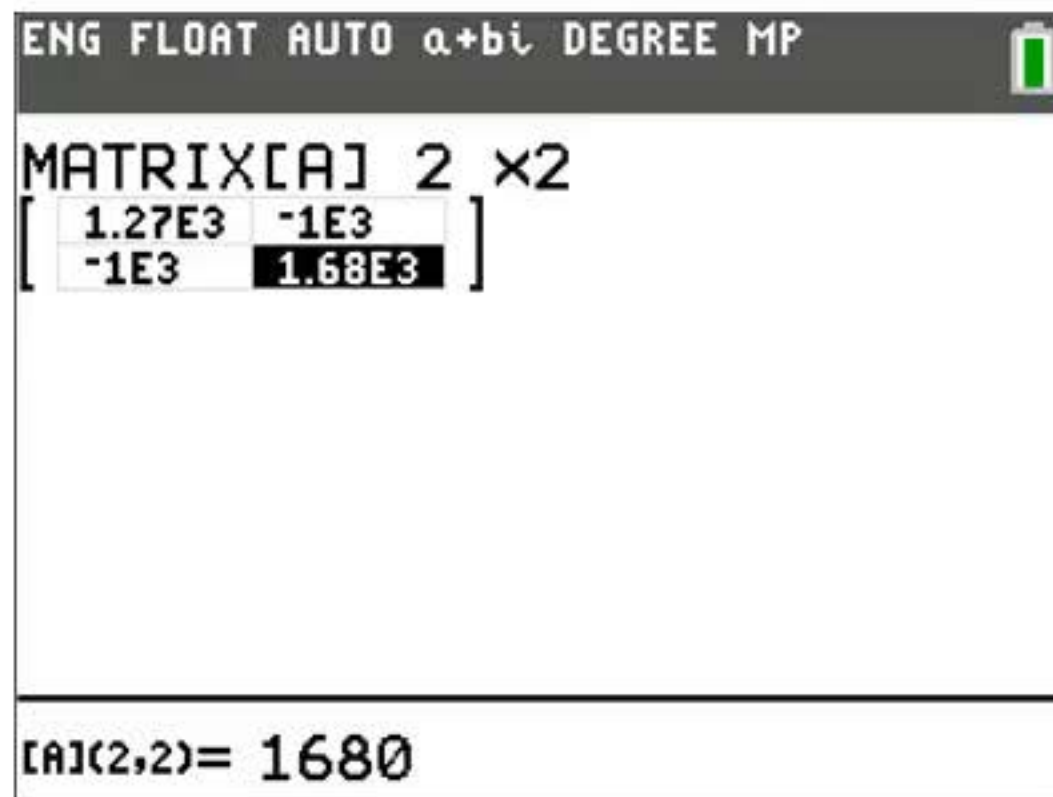 ENG FLOAT AUTO a+bi DEGREE MP
MATRIX[A] 2 ×2
[ 1.27E3 ⁻1E3 ]
[ ⁻1E3 1.68E3 ]
[A](2,2)= 1680